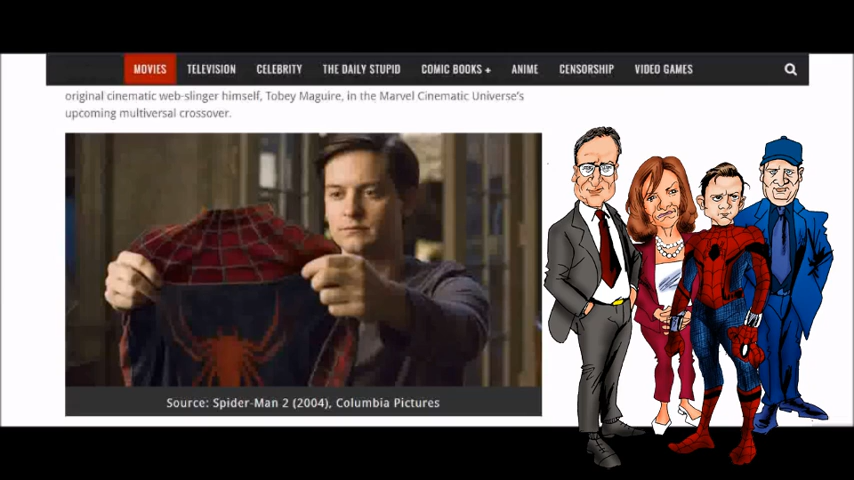 MOVIES TELEVISION CELEBRITY THE DAILY STUPID COMIC BOOKS + ANIME CENSORSHIP VIDEO GAMES
original cinematic web-slinger himself, Tobey Maguire, in the Marvel Cinematic Universe's
upcoming multiversal crossover.
Source: Spider-Man 2 (2004), Columbia Pictures